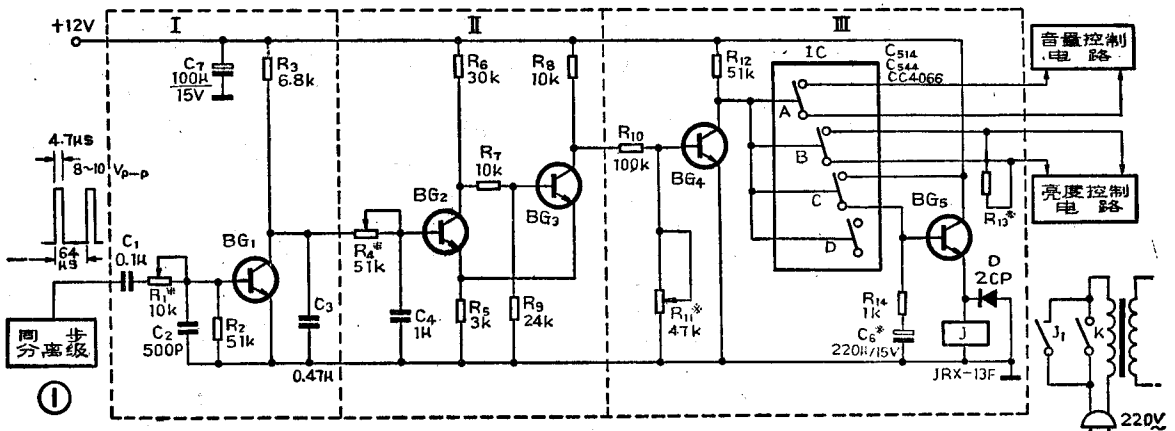 +12V
I
II
III
C7
100μ
15V
R3
6.8k
R6
30k
R8
10k
R12
51k
IC
C514
C544
CC4066
音量控制
电路
4.7μs
8~10 Vp-p
64
μs
C1
0.1μ
R1*
10k
C2
500P
R2
51k
BG1
C3
0.47μ
R4*
51k
C4
1μ
BG2
R7
10k
BG3
R5
3k
R9
24k
R10
100k
BG4
R11*
47k
A
B
C
D
R13*
亮度控制
电路
BG5
R14
1k
C6*
220μ/15V
D
2CP
J
JRX-13F
J1
K
220V
同步
分离级
①